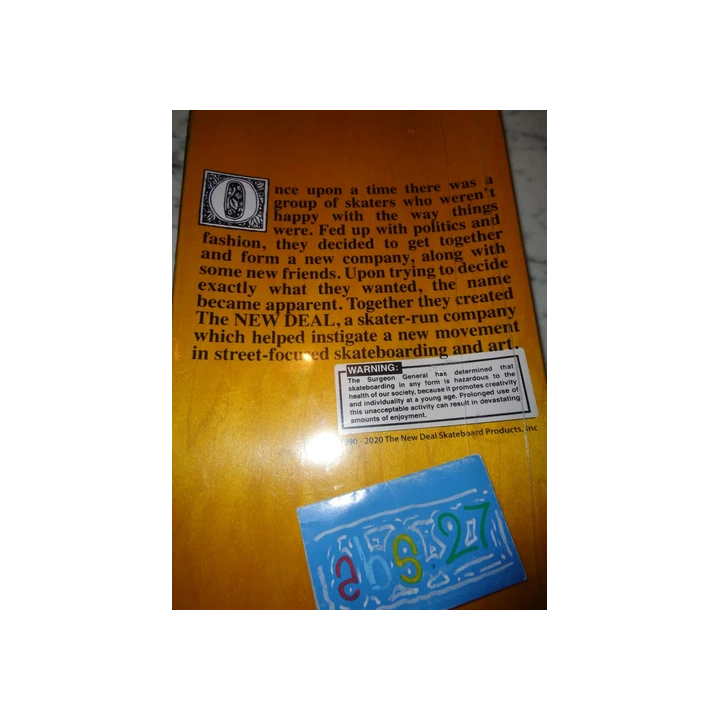 Once upon a time there was a
group of skaters who weren't
happy with the way things
were. Fed up with politics and
fashion, they decided to get together
and form a new company, along with
some new friends. Upon trying to decide
exactly what they wanted, the name
became apparent. Together they created
The NEW DEAL, a skater-run company
which helped instigate a new movement
in street-focused skateboarding and art.
WARNING:
The Surgeon General has determined that
skateboarding in any form is hazardous to the
health of our society, because it promotes creativity
and individuality at a young age. Prolonged use of
this unacceptable activity can result in devastating
amounts of enjoyment.
1990 - 2020 The New Deal Skateboard Products, Inc
abs.27